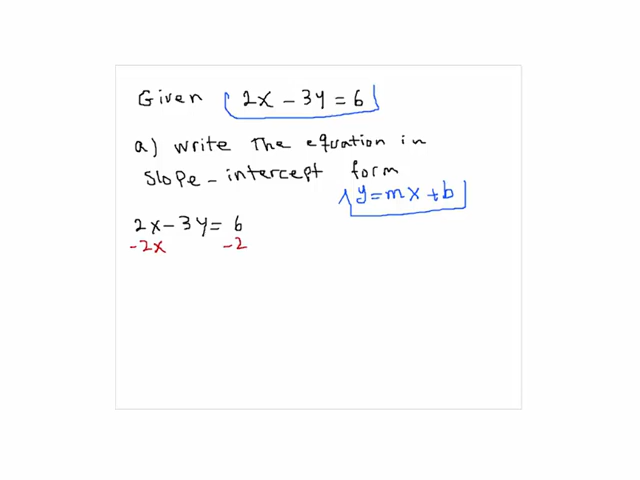 Given 2x - 3y = 6
a) write the equation in
slope-intercept form
y = mx + b
2x - 3y = 6
-2x -2